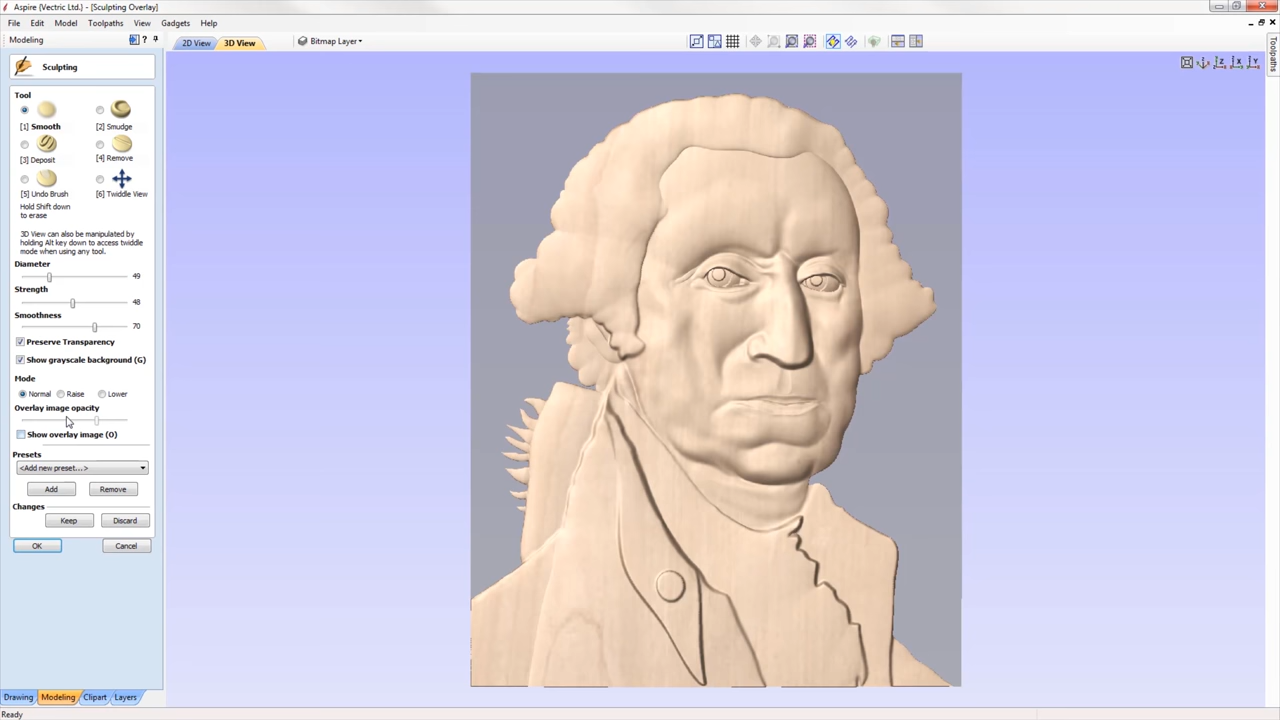 Aspire (Vectric Ltd.) - [Sculpting Overlay]
File Edit Model Toolpaths View Gadgets Help
Modeling
2D View 3D View Bitmap Layer
Toolpaths
Sculpting
Tool
[1] Smooth [2] Smudge
[3] Deposit [4] Remove
[5] Undo Brush [6] Twiddle View
Hold Shift down
to erase
3D View can also be manipulated by
holding Alt key down to access twiddle
mode when using any tool.
Diameter
49
Strength
48
Smoothness
70
Preserve Transparency
Show grayscale background (G)
Mode
Normal Raise Lower
Overlay image opacity
Show overlay image (O)
Presets
<Add new preset...>
Add Remove
Changes
Keep Discard
OK Cancel
Drawing Modeling Clipart Layers
Ready